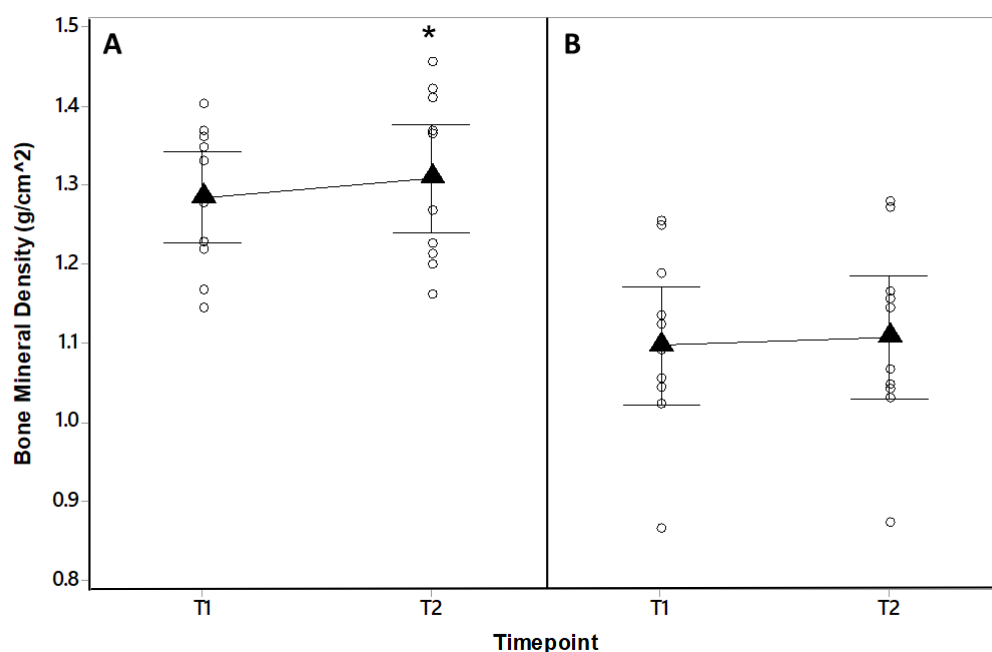 Bone Mineral Density (g/cm^2)
1.5
1.4
1.3
1.2
1.1
1.0
0.9
0.8
A
*
B
T1
T2
T1
T2
Timepoint